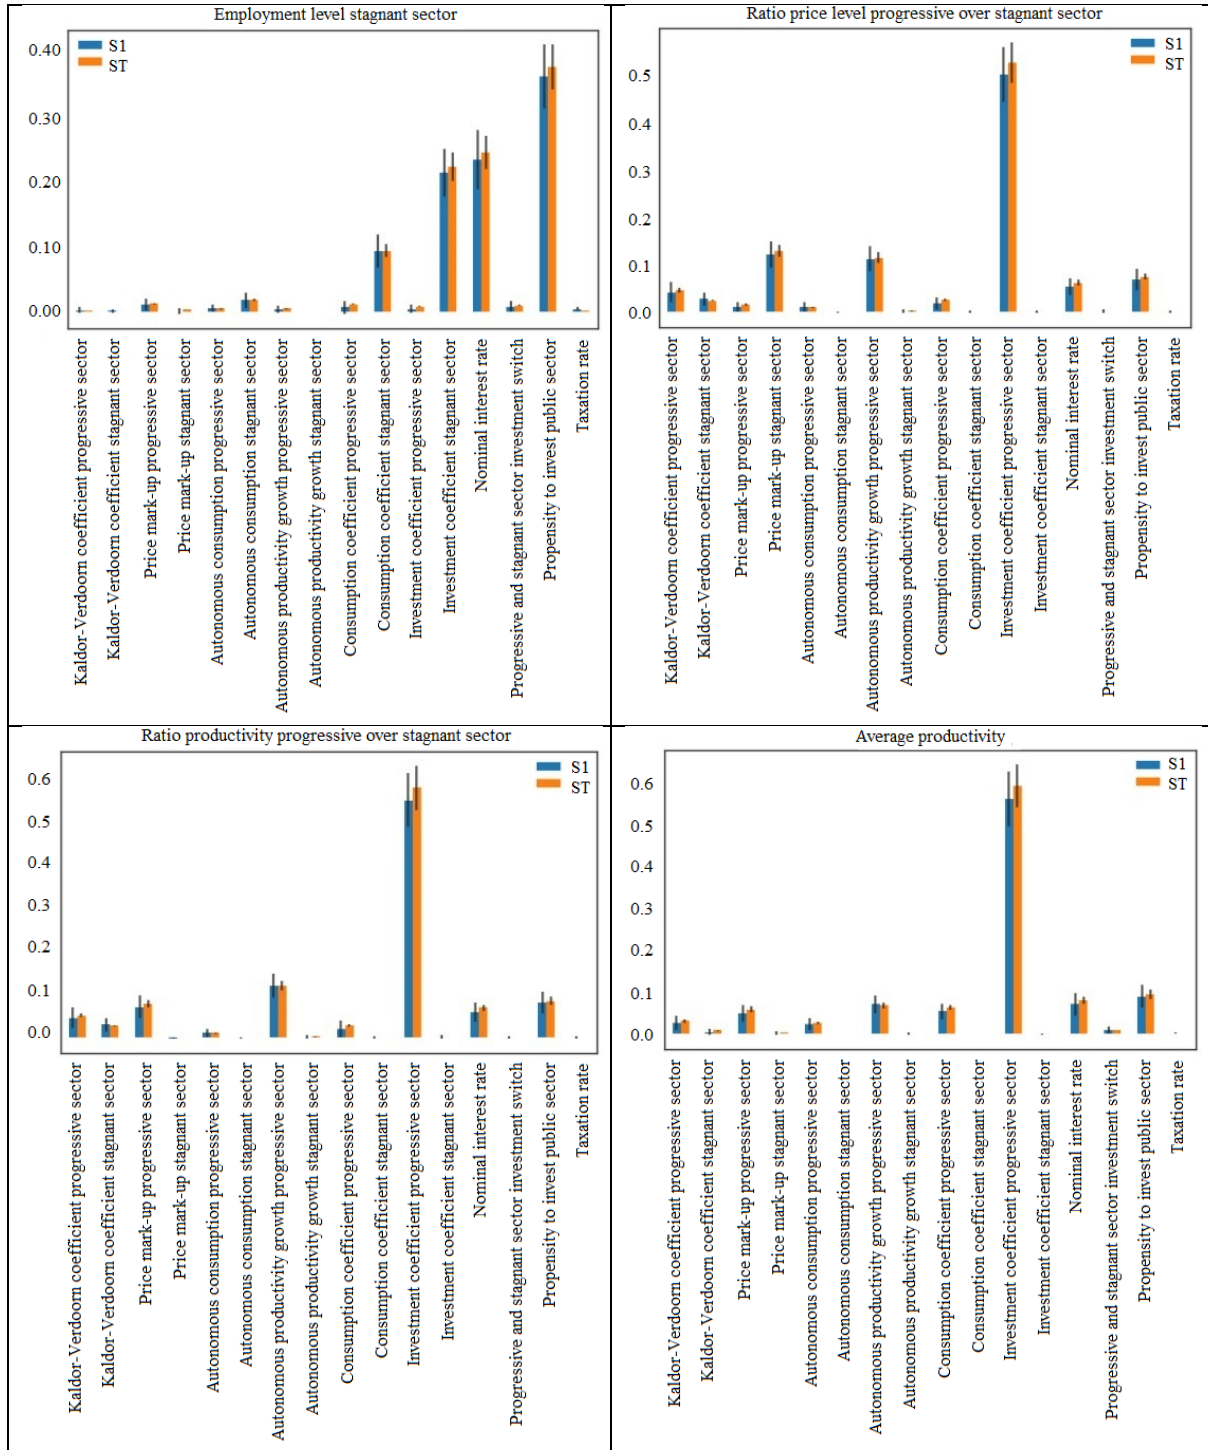 Employment level stagnant sector
S1
ST
0.40
0.30
0.20
0.10
0.00
Kaldor-Verdoorn coefficient progressive sector
Kaldor-Verdoorn coefficient stagnant sector
Price mark-up progressive sector
Price mark-up stagnant sector
Autonomous consumption progressive sector
Autonomous consumption stagnant sector
Autonomous productivity growth progressive sector
Autonomous productivity growth stagnant sector
Consumption coefficient progressive sector
Consumption coefficient stagnant sector
Investment coefficient progressive sector
Investment coefficient stagnant sector
Nominal interest rate
Progressive and stagnant sector investment switch
Propensity to invest public sector
Taxation rate
Ratio price level progressive over stagnant sector
S1
ST
0.5
0.4
0.3
0.2
0.1
0.0
Kaldor-Verdoorn coefficient progressive sector
Kaldor-Verdoorn coefficient stagnant sector
Price mark-up progressive sector
Price mark-up stagnant sector
Autonomous consumption progressive sector
Autonomous consumption stagnant sector
Autonomous productivity growth progressive sector
Autonomous productivity growth stagnant sector
Consumption coefficient progressive sector
Consumption coefficient stagnant sector
Investment coefficient progressive sector
Investment coefficient stagnant sector
Nominal interest rate
Progressive and stagnant sector investment switch
Propensity to invest public sector
Taxation rate
Ratio productivity progressive over stagnant sector
S1
ST
0.6
0.5
0.4
0.3
0.2
0.1
0.0
Kaldor-Verdoorn coefficient progressive sector
Kaldor-Verdoorn coefficient stagnant sector
Price mark-up progressive sector
Price mark-up stagnant sector
Autonomous consumption progressive sector
Autonomous consumption stagnant sector
Autonomous productivity growth progressive sector
Autonomous productivity growth stagnant sector
Consumption coefficient progressive sector
Consumption coefficient stagnant sector
Investment coefficient progressive sector
Investment coefficient stagnant sector
Nominal interest rate
Progressive and stagnant sector investment switch
Propensity to invest public sector
Taxation rate
Average productivity
S1
ST
0.6
0.5
0.4
0.3
0.2
0.1
0.0
Kaldor-Verdoorn coefficient progressive sector
Kaldor-Verdoorn coefficient stagnant sector
Price mark-up progressive sector
Price mark-up stagnant sector
Autonomous consumption progressive sector
Autonomous consumption stagnant sector
Autonomous productivity growth progressive sector
Autonomous productivity growth stagnant sector
Consumption coefficient progressive sector
Consumption coefficient stagnant sector
Investment coefficient progressive sector
Investment coefficient stagnant sector
Nominal interest rate
Progressive and stagnant sector investment switch
Propensity to invest public sector
Taxation rate